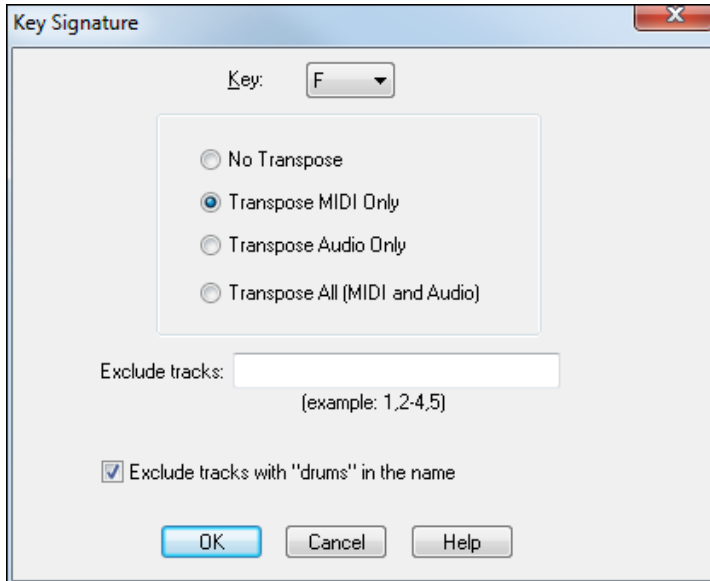 Key Signature
Key: F
No Transpose
Transpose MIDI Only
Transpose Audio Only
Transpose All (MIDI and Audio)
Exclude tracks:
(example: 1,2-4,5)
Exclude tracks with "drums" in the name
OK Cancel Help